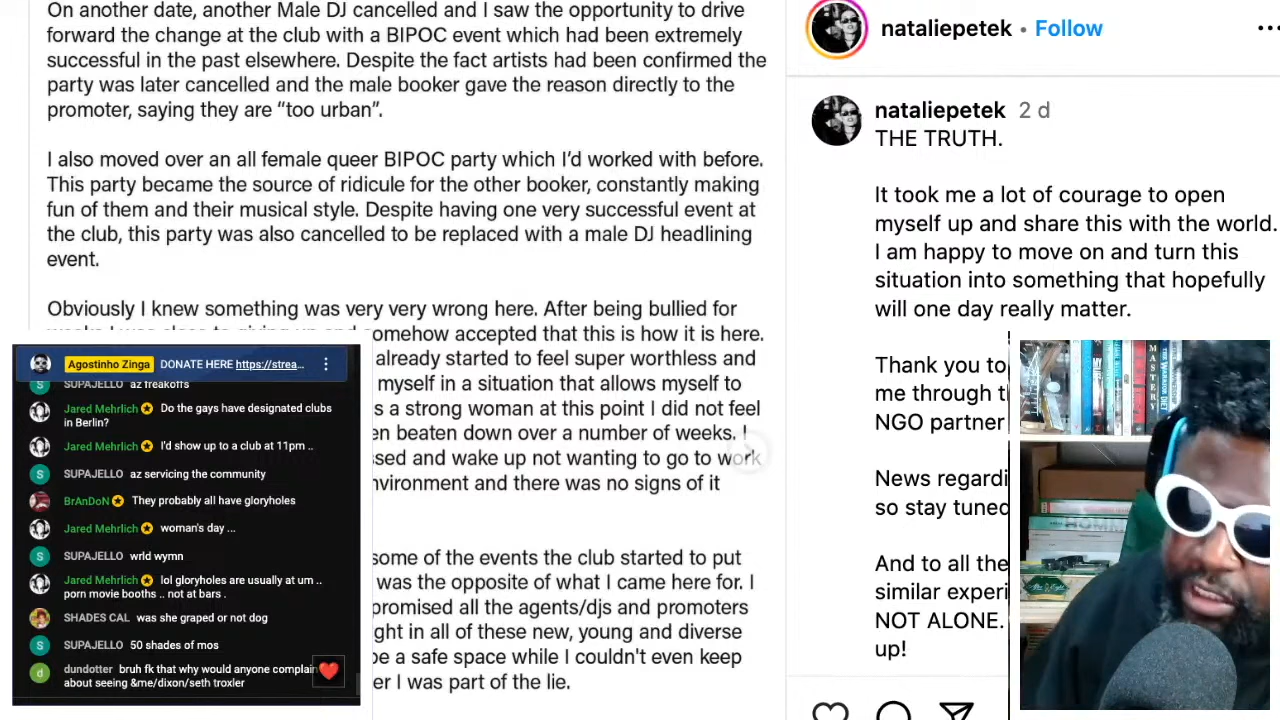 On another date, another Male DJ cancelled and I saw the opportunity to drive
forward the change at the club with a BIPOC event which had been extremely
successful in the past elsewhere. Despite the fact artists had been confirmed the
party was later cancelled and the male booker gave the reason directly to the
promoter, saying they are “too urban”.
I also moved over an all female queer BIPOC party which I’d worked with before.
This party became the source of ridicule for the other booker, constantly making
fun of them and their musical style. Despite having one very successful event at
the club, this party was also cancelled to be replaced with a male DJ headlining
event.
Obviously I knew something was very very wrong here. After being bullied for
somehow accepted that this is how it is here.
already started to feel super worthless and
myself in a situation that allows myself to
s a strong woman at this point I did not feel
en beaten down over a number of weeks. I
ssed and wake up not wanting to go to work
nvironment and there was no signs of it
some of the events the club started to put
was the opposite of what I came here for. I
promised all the agents/djs and promoters
ght in all of these new, young and diverse
be a safe space while I couldn't even keep
er I was part of the lie.
Agostinho Zinga DONATE HERE https://strea...
SUPAJELLO az freakoffs
Jared Mehrlich Do the gays have designated clubs
in Berlin?
Jared Mehrlich I'd show up to a club at 11pm ..
SUPAJELLO az servicing the community
BrAnDoN They probably all have gloryholes
Jared Mehrlich woman's day ...
SUPAJELLO wrld wymn
Jared Mehrlich lol gloryholes are usually at um ..
porn movie booths .. not at bars .
SHADES CAL was she graped or not dog
SUPAJELLO 50 shades of mos
dundotter bruh fk that why would anyone complain
about seeing &me/dixon/seth troxler
nataliepetek • Follow
nataliepetek 2 d
THE TRUTH.
It took me a lot of courage to open
myself up and share this with the world.
I am happy to move on and turn this
situation into something that hopefully
will one day really matter.
Thank you to
me through t
NGO partner
News regardi
so stay tuned
And to all the
similar experi
NOT ALONE.
up!
MASTERY
THE WARRIOR DIET